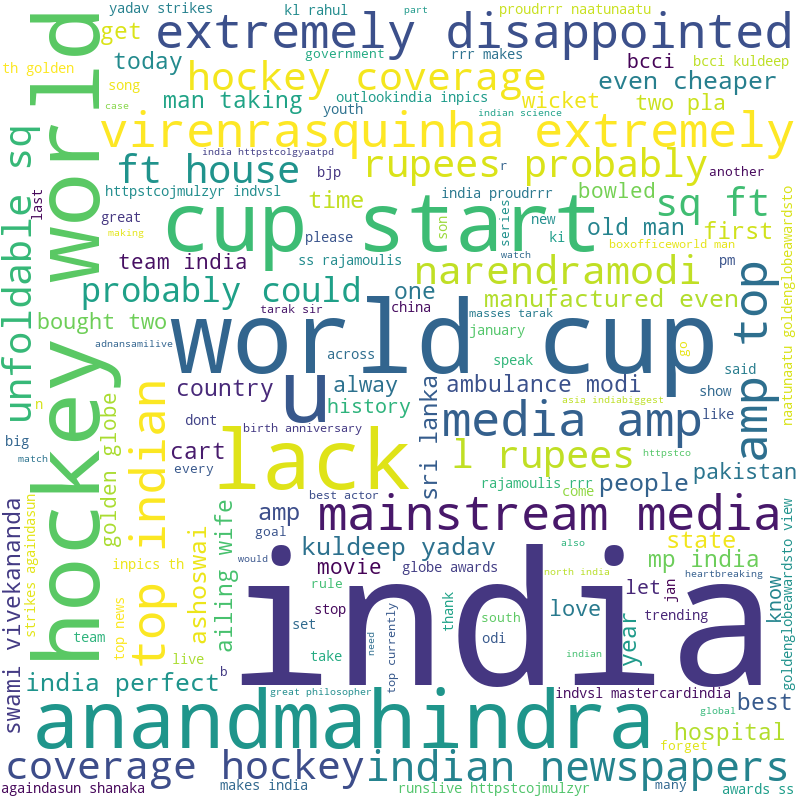 yadav strikes
kl rahul
part
proudrrr naatunaatu
get
extremely disappointed
government
rrr makes
th golden
today
hockey coverage
bcci
bcci kuldeep
song
even cheaper
case
man taking
outlookindia inpics
wicket
two pla
youth
indian science
virenrasquinha extremely
world
hockey
unfoldable sq
last
india httpstcolgyaatpd
r
another
ft house
bjp
rupees probably
httpstcojmulzyr indvsl
time
india proudrrr
bowled
sq ft
great
cup start
son
series
new
ki
old man
first
making
please
watch
boxofficeworld man
team india
ss rajamoulis
narendramodi
pm
probably could
one
manufactured even
china
tarak sir
masses tarak
bought two
january
world cup
go
amp top
adnansamilive
across
speak
said
naatunaatu goldenglobeawardsto
country
u
alway
ambulance modi
show
n
history
asia indiabiggest
dont
birth anniversary
sri lanka
media amp
like
big
cart
lack
match
every
l rupees
httpstco
pakistan
golden globe
top indian
rajamoulis rrr
people
best actor
come
swami vivekananda
strikes againdasun
amp
mainstream media
goal
ashoswai
ailing wife
kuldeep yadav
also
state
would
inpics th
movie
globe awards
north india
mp india
heartbreaking
goldenglobeawardsto view
know
rule
let
jan
stop
india
thank
south
love
trending
set
top currently
need
odi
year
team
top news
live
take
indian
b
india perfect
great philosopher
indvsl mastercardindia
best
anandmahindra
global
hospital
forget
coverage hockey
indian newspapers
againdasun shanaka
makes india
runslive httpstcojmulzyr
many
awards ss